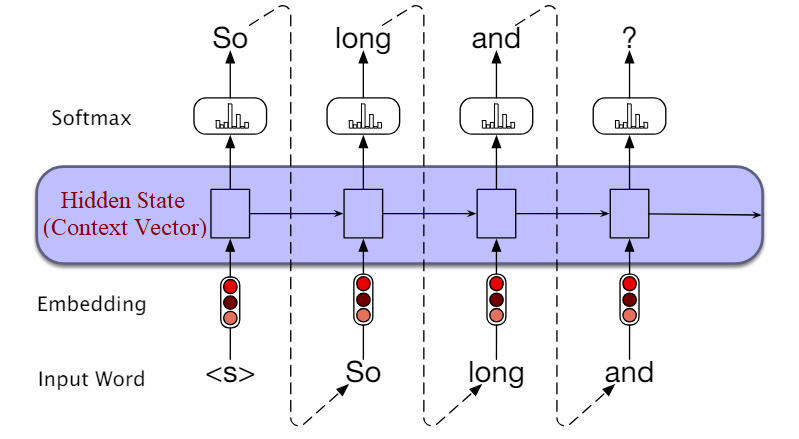 So long and ?
Softmax
Hidden State
(Context Vector)
Embedding
Input Word <s> So long and